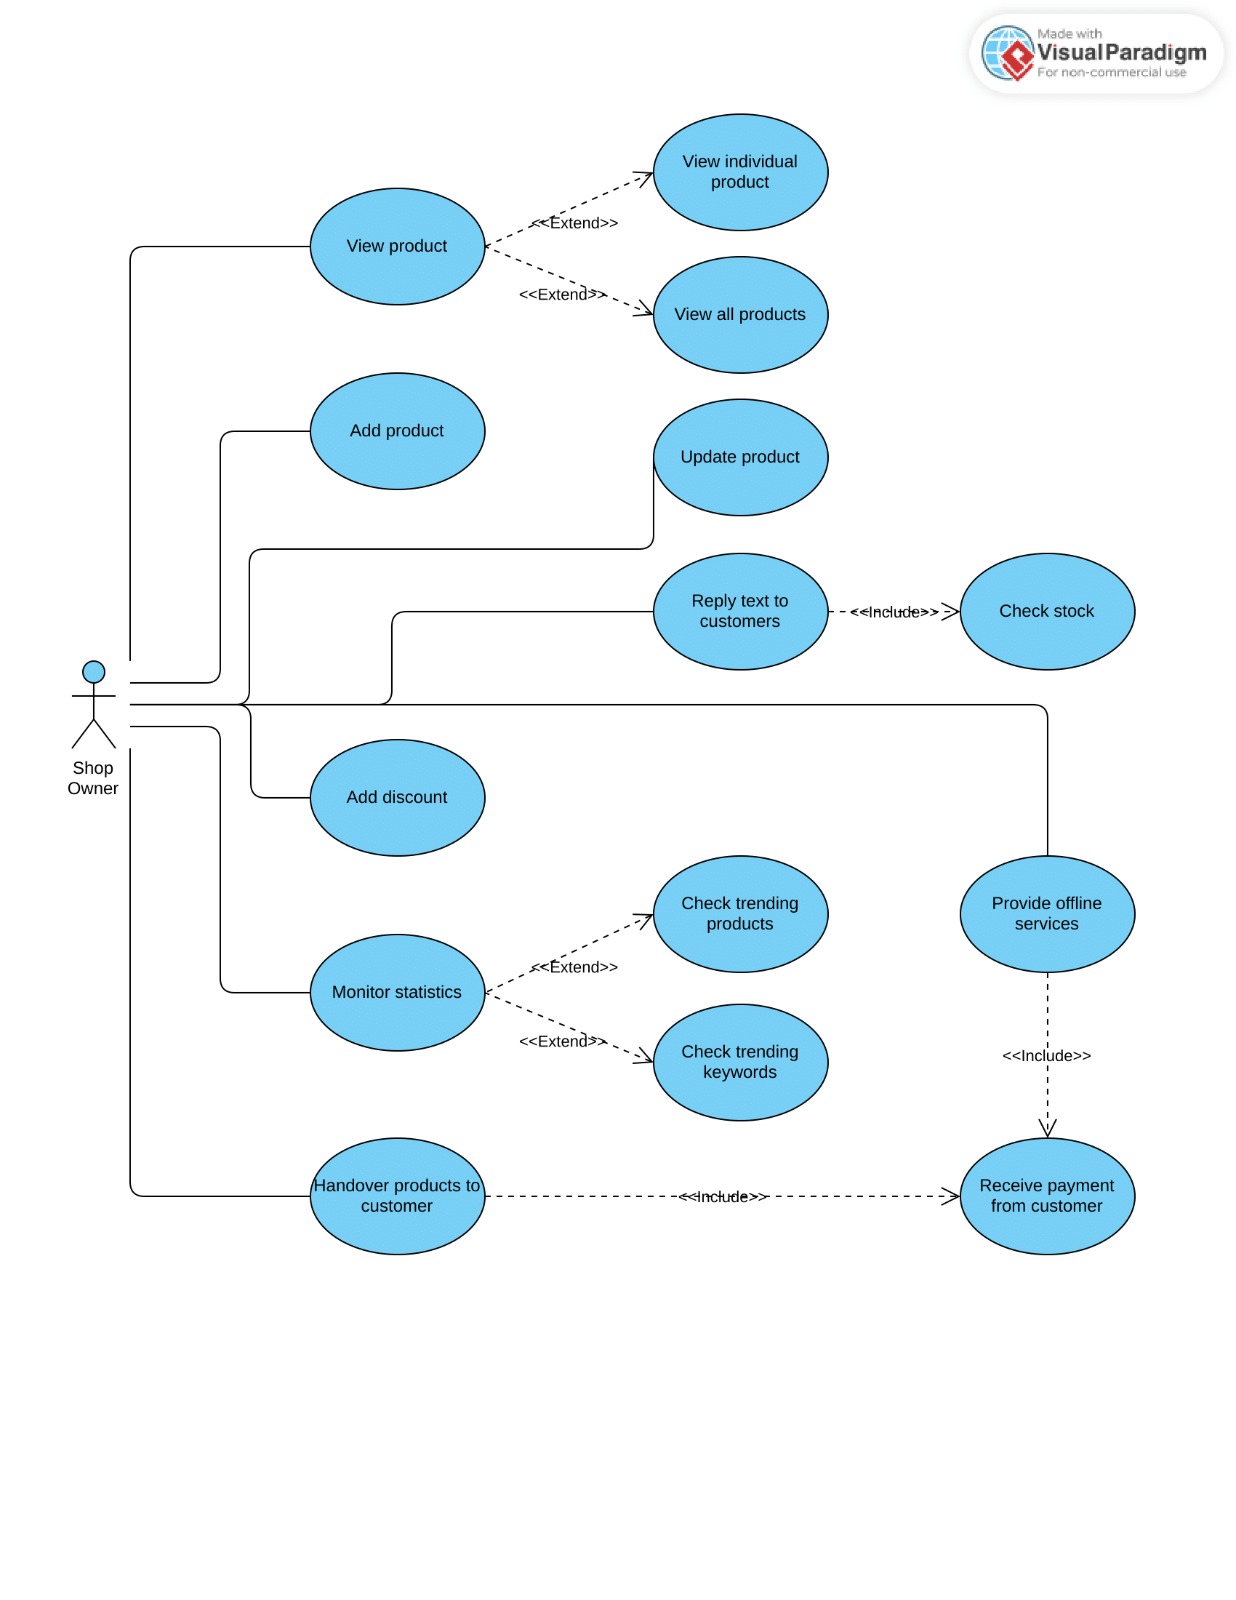 Made with
VisualParadigm
For non-commercial use
View individual
product
View product
<<Extend>>
<<Extend>>
View all products
Add product
Update product
Reply text to
customers
<<Include>>
Check stock
Shop
Owner
Add discount
Check trending
products
Provide offline
services
<<Extend>>
Monitor statistics
<<Extend>>
Check trending
keywords
<<Include>>
Handover products to
customer
<<Include>>
Receive payment
from customer